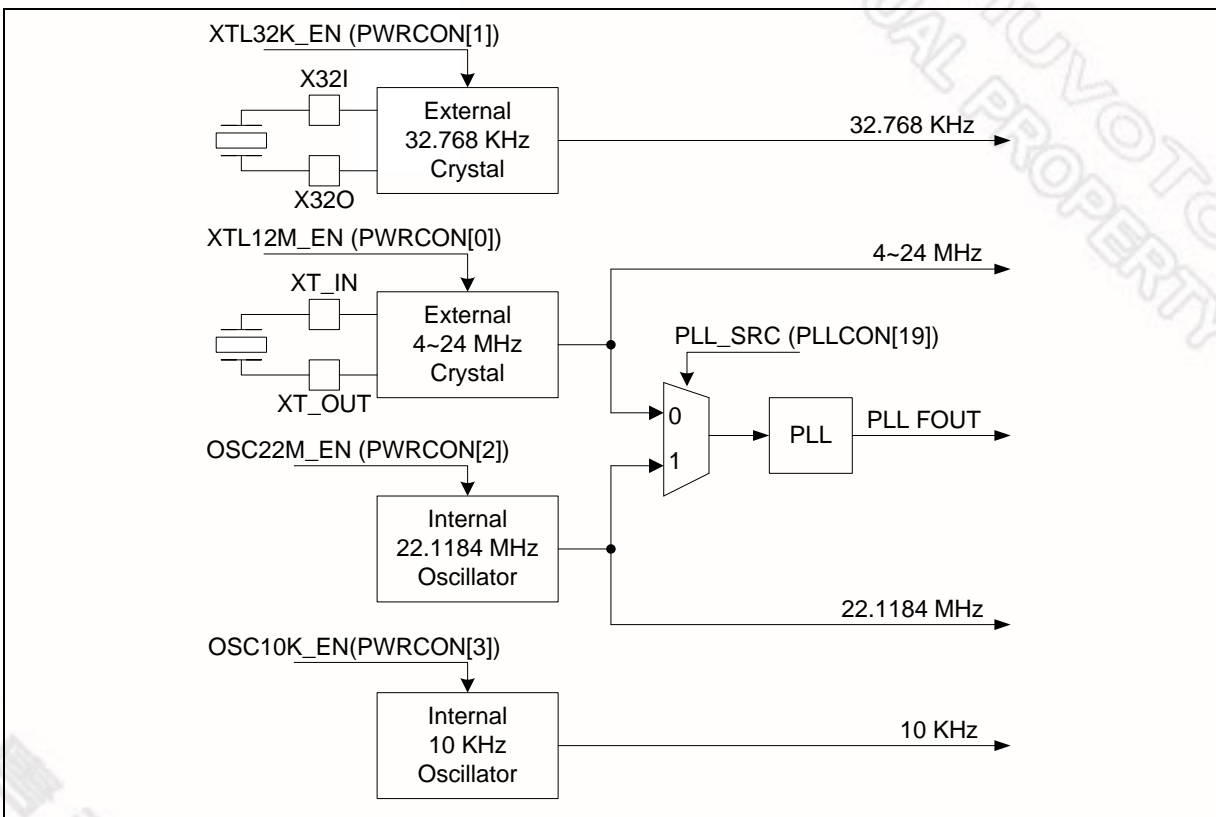 XTL32K_EN (PWRCON[1])
X32I
External
32.768 KHz
Crystal
32.768 KHz
X32O
XTL12M_EN (PWRCON[0])
4~24 MHz
XT_IN
External
4~24 MHz
Crystal
PLL_SRC (PLLCON[19])
XT_OUT
0
1
PLL
PLL FOUT
OSC22M_EN (PWRCON[2])
Internal
22.1184 MHz
Oscillator
22.1184 MHz
OSC10K_EN(PWRCON[3])
Internal
10 KHz
Oscillator
10 KHz